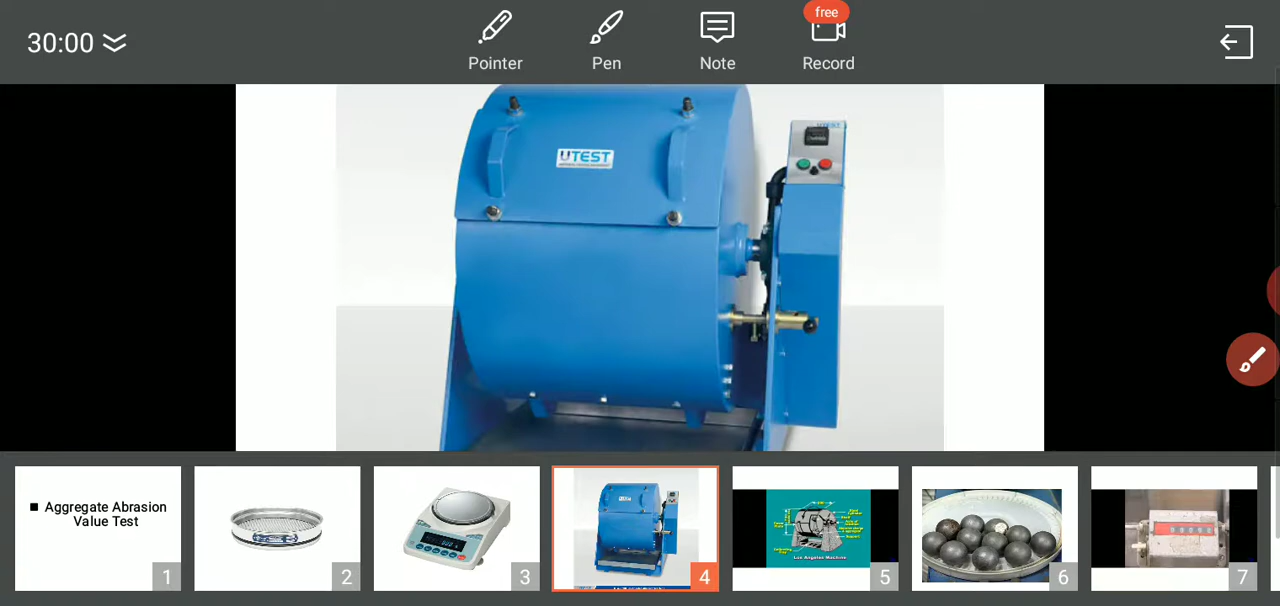 30:00
free
Pointer
Pen
Note
Record
UTEST
UTEST
Aggregate Abrasion
Value Test
1
2
3
4
5
6
7
Los Angeles Machine